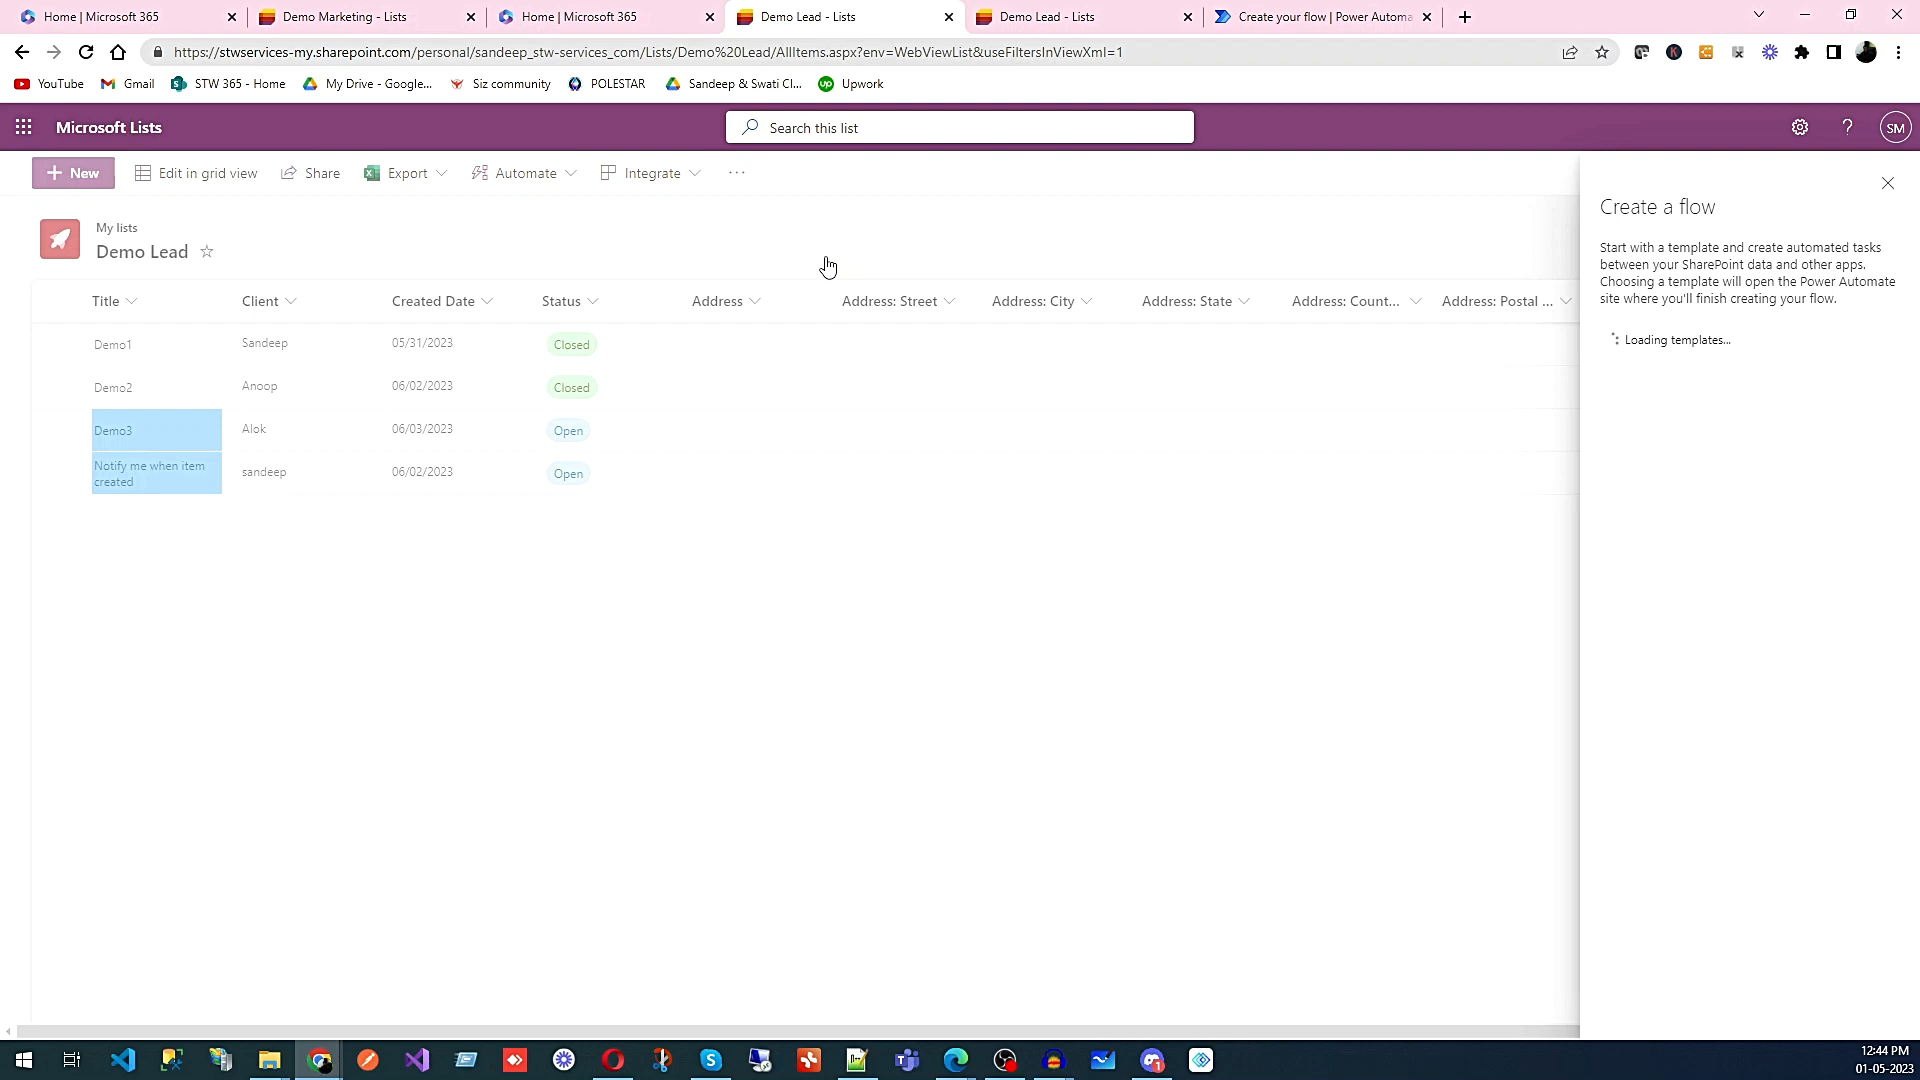 Home | Microsoft 365
Demo Marketing - Lists
Home | Microsoft 365
Demo Lead - Lists
Demo Lead - Lists
Create your flow | Power Automa
https://stwservices-my.sharepoint.com/personal/sandeep_stw-services_com/Lists/Demo%20Lead/AllItems.aspx?env=WebViewList&useFiltersInViewXml=1
YouTube
Gmail
STW 365 - Home
My Drive - Google...
Siz community
POLESTAR
Sandeep & Swati Cl...
Upwork
Microsoft Lists
Search this list
?
SM
New
Edit in grid view
Share
Export
Automate
Integrate
...
My lists
Demo Lead
Title
Client
Created Date
Status
Address
Address: Street
Address: City
Address: State
Address: Count...
Address: Postal ...
Demo1
Sandeep
05/31/2023
Closed
Demo2
Anoop
06/02/2023
Closed
Demo3
Alok
06/03/2023
Open
Notify me when item
created
sandeep
06/02/2023
Open
Create a flow
Start with a template and create automated tasks
between your SharePoint data and other apps.
Choosing a template will open the Power Automate
site where you'll finish creating your flow.
Loading templates...
12:44 PM
01-05-2023